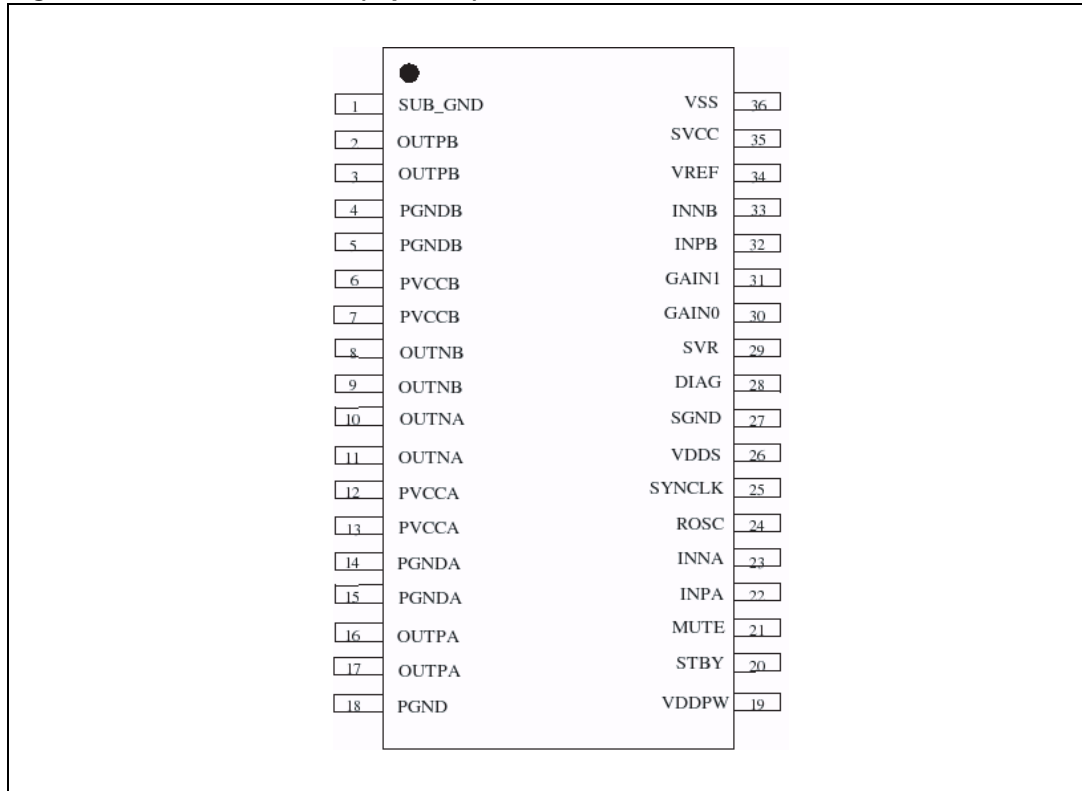 1 SUB_GND VSS 36
2 OUTPB SVCC 35
3 OUTPB VREF 34
4 PGNDB INNB 33
5 PGNDB INPB 32
6 PVCCB GAIN1 31
7 PVCCB GAIN0 30
8 OUTNB SVR 29
9 OUTNB DIAG 28
10 OUTNA SGND 27
11 OUTNA VDDS 26
12 PVCCA SYNCLK 25
13 PVCCA ROSC 24
14 PGNDA INNA 23
15 PGNDA INPA 22
16 OUTPA MUTE 21
17 OUTPA STBY 20
18 PGND VDDPW 19